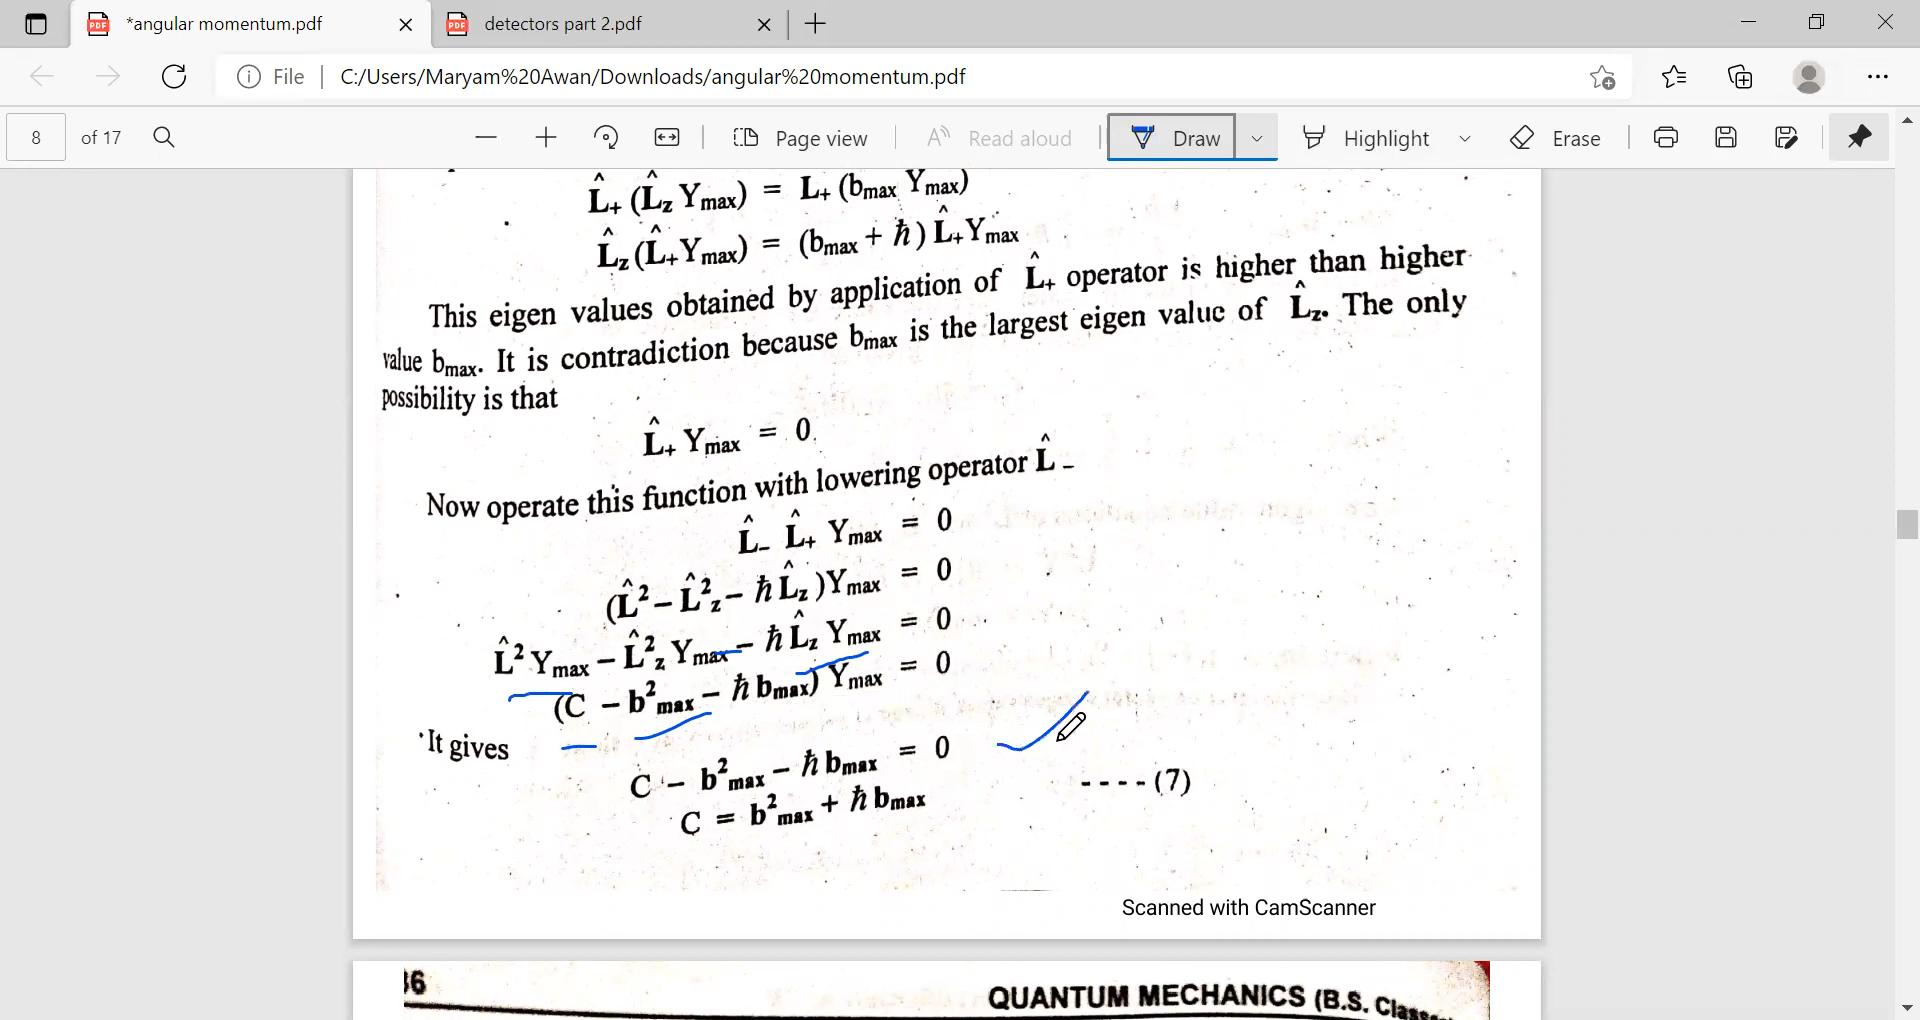 *angular momentum.pdf
detectors part 2.pdf
File
C:/Users/Maryam%20Awan/Downloads/angular%20momentum.pdf
8 of 17
Page view
Read aloud
Draw
Highlight
Erase
L̂₊ (L̂z Ymax) = L₊ (bmax Ymax)
L̂z (L̂₊Ymax) = (bmax + ħ) L̂₊Ymax
This eigen values obtained by application of L̂₊ operator is higher than higher
value bmax. It is contradiction because bmax is the largest eigen value of L̂z. The only
possibility is that
L̂₊ Ymax = 0
Now operate this function with lowering operator L̂₋
L̂₋ L̂₊ Ymax = 0
(L̂² – L̂²z – ħ L̂z )Ymax = 0
L̂² Ymax – L̂²z Ymax – ħ L̂z Ymax = 0
(C – b²max – ħ bmax) Ymax = 0
It gives
C – b²max – ħ bmax = 0
C = b²max + ħ bmax ----(7)
Scanned with CamScanner
36
QUANTUM MECHANICS (B.S. Classes